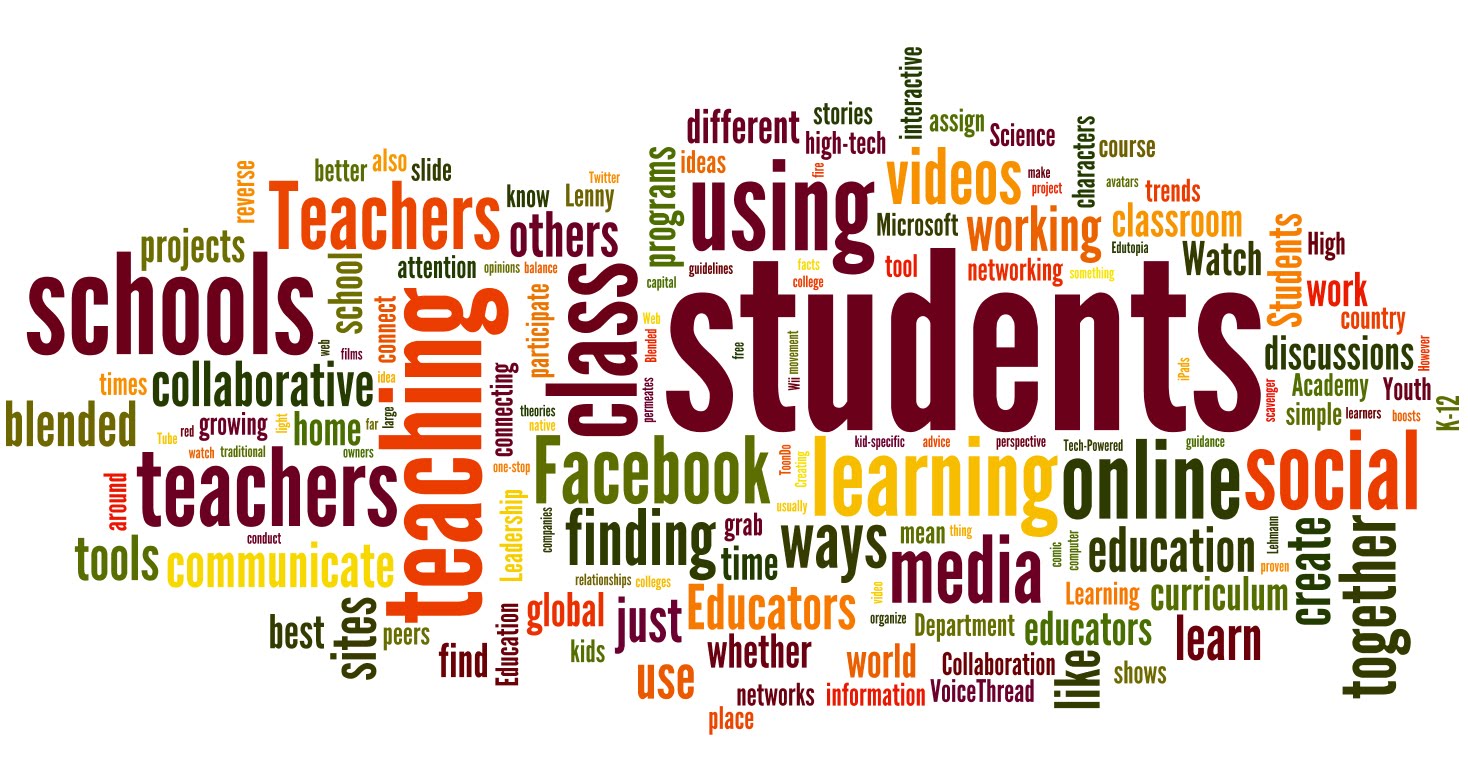 interactive
different
stories
high-tech
assign
Science
characters
course
reverse
better
also
slide
Twitter
know
Lenny
programs
ideas
fire
using
videos
make
project
avatars
trends
projects
Teachers
others
Microsoft
working
classroom
Edutopia
Watch
Students
High
schools
school
attention
opinions
balance
capital
guidelines
facts
college
tool
networking
something
work
country
web
films
connect
teaching
participate
class
Web
Blended
students
free
Wii
movement
iPads
discussions
However
times
collaborative
idea
large
far
connecting
theories
native
permeates
scavenger
Academy
Youth
simple
learners
boosts
K-12
blended
Tube
red
growing
light
home
watch
traditional
owners
one-stop
Facebook
ToonDo
Creating
usually
kid-specific
advice
perspective
Tech-Powered
guidance
learning
online
social
around
teachers
conduct
Leadership
companies
finding
grab
time
ways
mean
thing
media
comic
computer
education
Lehmann
proven
create
together
tools
communicate
relationships
colleges
video
Learning
curriculum
best
sites
peers
find
Education
global
kids
just
Educators
organize
Department
educators
learn
whether
use
world
Collaboration
like
shows
networks
information
VoiceThread
place